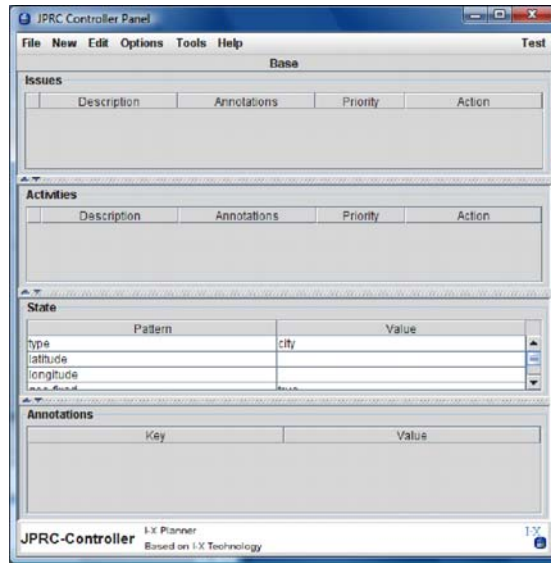 JPRC Controller Panel
File New Edit Options Tools Help Test
Base
Issues
Description Annotations Priority Action
Activities
Description Annotations Priority Action
State
Pattern Value
type city
latitude
longitude
Annotations
Key Value
JPRC-Controller
I-X Planner
Based on I-X Technology
I-X